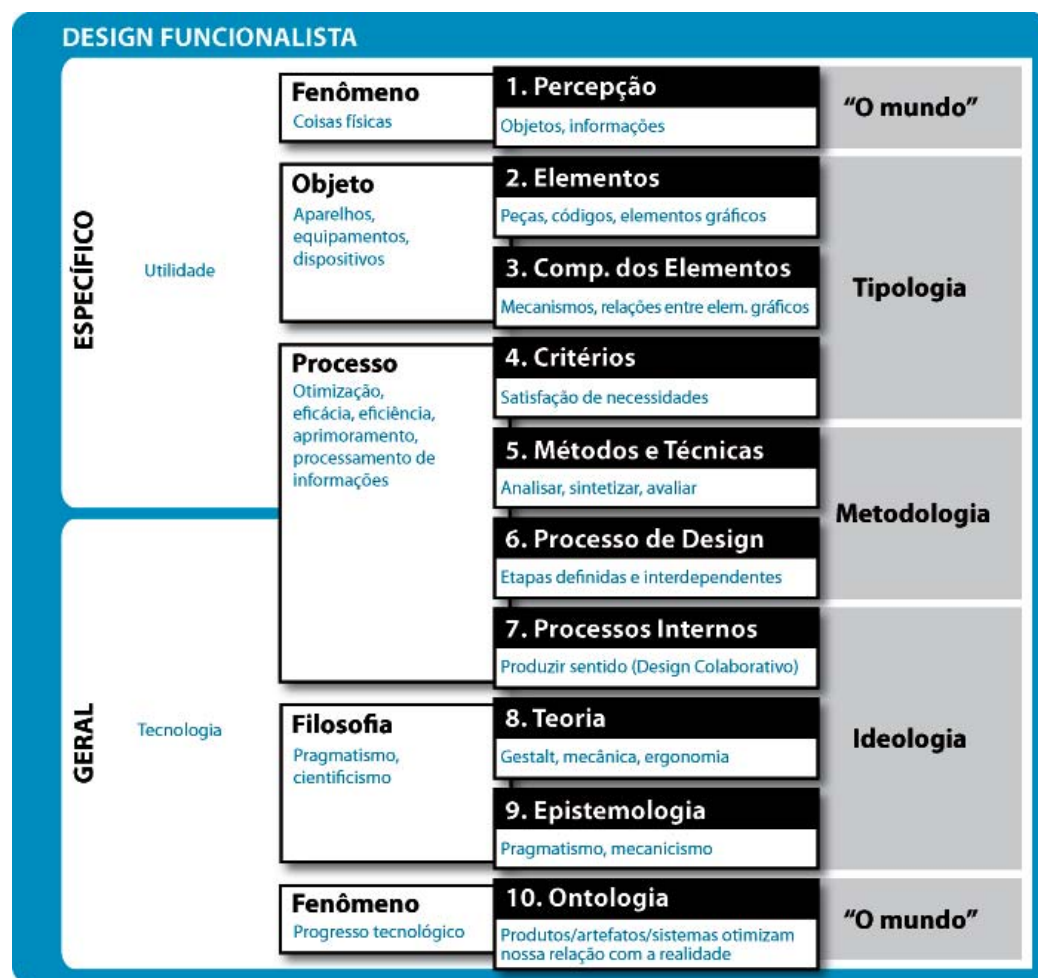 DESIGN FUNCIONALISTA
ESPECÍFICO
Utilidade
Fenômeno
Coisas físicas
1. Percepção
Objetos, informações
“O mundo”
Objeto
Aparelhos,
equipamentos,
dispositivos
2. Elementos
Peças, códigos, elementos gráficos
3. Comp. dos Elementos
Mecanismos, relações entre elem. gráficos
Tipologia
Processo
Otimização,
eficácia, eficiência,
aprimoramento,
processamento de
informações
4. Critérios
Satisfação de necessidades
5. Métodos e Técnicas
Analisar, sintetizar, avaliar
Metodologia
6. Processo de Design
Etapas definidas e interdependentes
7. Processos Internos
Produzir sentido (Design Colaborativo)
GERAL
Tecnologia
Filosofia
Pragmatismo,
cientificismo
8. Teoria
Gestalt, mecânica, ergonomia
Ideologia
9. Epistemologia
Pragmatismo, mecanicismo
Fenômeno
Progresso tecnológico
10. Ontologia
Produtos/artefatos/sistemas otimizam
nossa relação com a realidade
“O mundo”